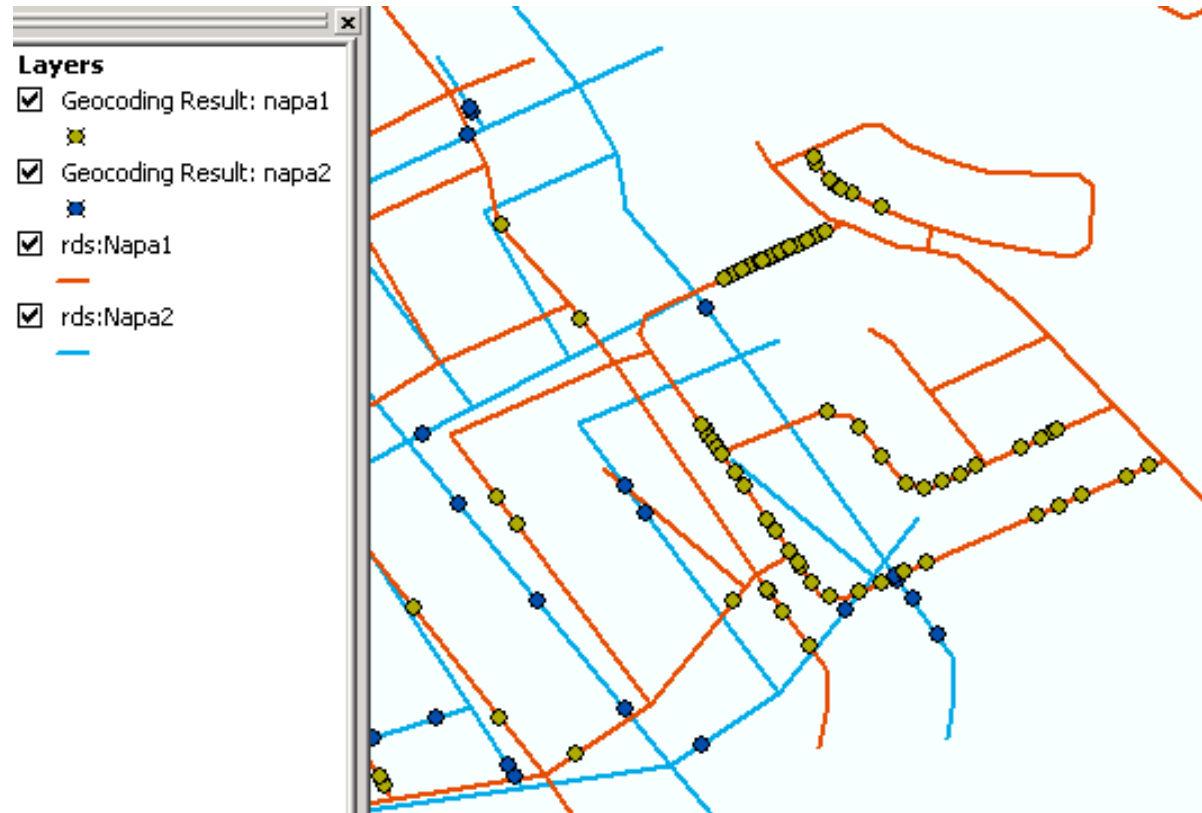 Layers
Geocoding Result: napa1
Geocoding Result: napa2
rds:Napa1
rds:Napa2